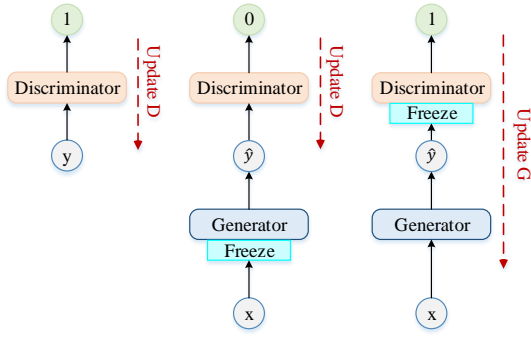 1
Discriminator
y
Update D
0
Discriminator
ŷ
Generator
Freeze
x
Update D
1
Discriminator
Freeze
ŷ
Generator
x
Update G